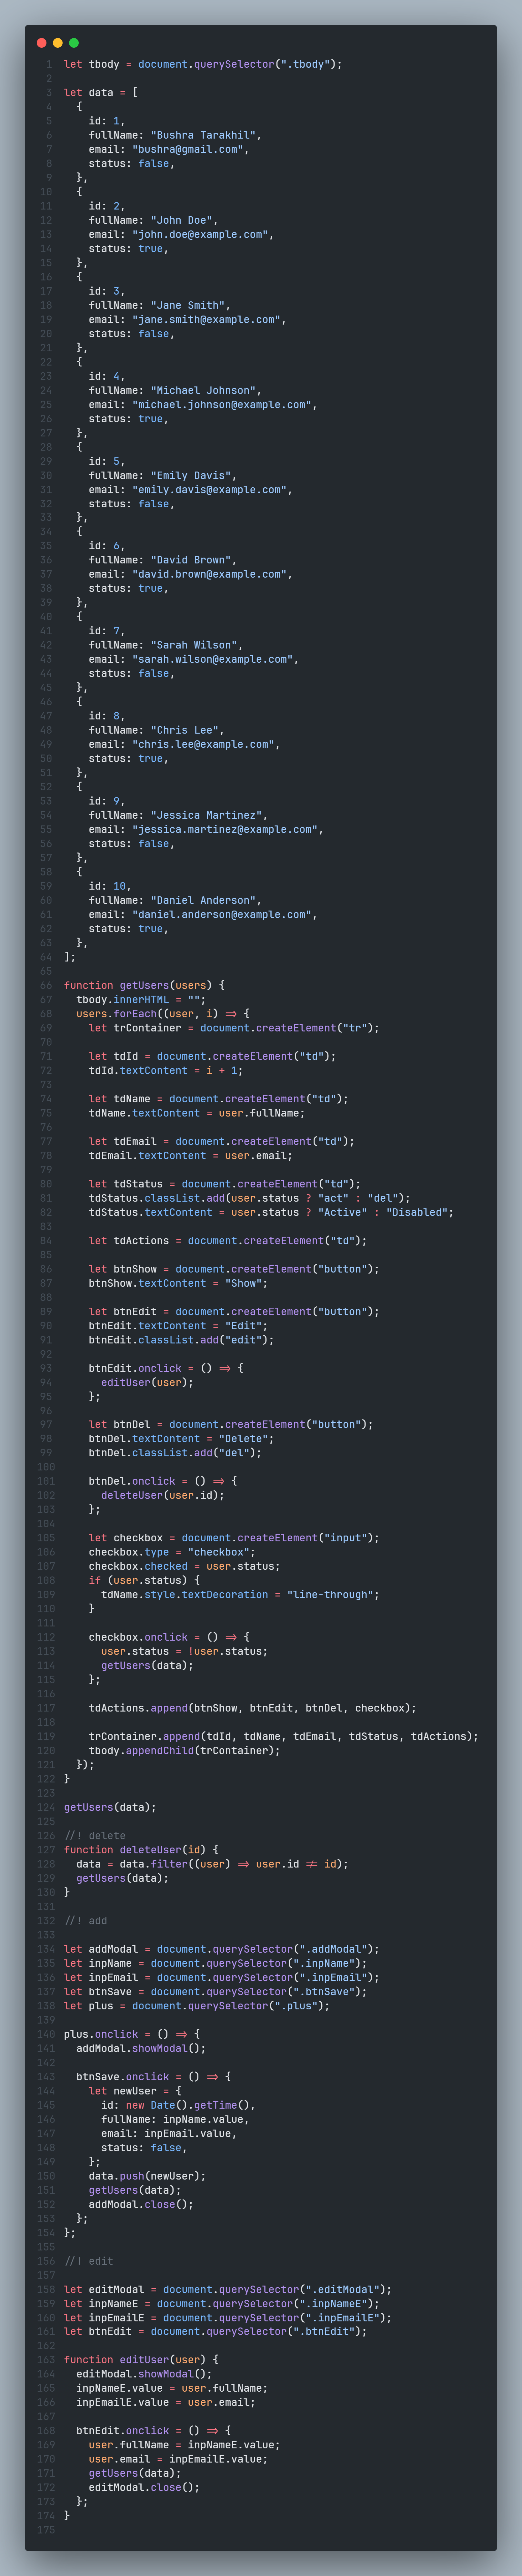 1 let tbody = document.querySelector(".tbody");
2
3 let data = [
4   {
5     id: 1,
6     fullName: "Bushra Tarakhil",
7     email: "bushra@gmail.com",
8     status: false,
9   },
10   {
11     id: 2,
12     fullName: "John Doe",
13     email: "john.doe@example.com",
14     status: true,
15   },
16   {
17     id: 3,
18     fullName: "Jane Smith",
19     email: "jane.smith@example.com",
20     status: false,
21   },
22   {
23     id: 4,
24     fullName: "Michael Johnson",
25     email: "michael.johnson@example.com",
26     status: true,
27   },
28   {
29     id: 5,
30     fullName: "Emily Davis",
31     email: "emily.davis@example.com",
32     status: false,
33   },
34   {
35     id: 6,
36     fullName: "David Brown",
37     email: "david.brown@example.com",
38     status: true,
39   },
40   {
41     id: 7,
42     fullName: "Sarah Wilson",
43     email: "sarah.wilson@example.com",
44     status: false,
45   },
46   {
47     id: 8,
48     fullName: "Chris Lee",
49     email: "chris.lee@example.com",
50     status: true,
51   },
52   {
53     id: 9,
54     fullName: "Jessica Martinez",
55     email: "jessica.martinez@example.com",
56     status: false,
57   },
58   {
59     id: 10,
60     fullName: "Daniel Anderson",
61     email: "daniel.anderson@example.com",
62     status: true,
63   },
64 ];
65
66 function getUsers(users) {
67   tbody.innerHTML = "";
68   users.forEach((user, i) => {
69     let trContainer = document.createElement("tr");
70
71     let tdId = document.createElement("td");
72     tdId.textContent = i + 1;
73
74     let tdName = document.createElement("td");
75     tdName.textContent = user.fullName;
76
77     let tdEmail = document.createElement("td");
78     tdEmail.textContent = user.email;
79
80     let tdStatus = document.createElement("td");
81     tdStatus.classList.add(user.status ? "act" : "del");
82     tdStatus.textContent = user.status ? "Active" : "Disabled";
83
84     let tdActions = document.createElement("td");
85
86     let btnShow = document.createElement("button");
87     btnShow.textContent = "Show";
88
89     let btnEdit = document.createElement("button");
90     btnEdit.textContent = "Edit";
91     btnEdit.classList.add("edit");
92
93     btnEdit.onclick = () => {
94       editUser(user);
95     };
96
97     let btnDel = document.createElement("button");
98     btnDel.textContent = "Delete";
99     btnDel.classList.add("del");
100
101     btnDel.onclick = () => {
102       deleteUser(user.id);
103     };
104
105     let checkbox = document.createElement("input");
106     checkbox.type = "checkbox";
107     checkbox.checked = user.status;
108     if (user.status) {
109       tdName.style.textDecoration = "line-through";
110     }
111
112     checkbox.onclick = () => {
113       user.status = !user.status;
114       getUsers(data);
115     };
116
117     tdActions.append(btnShow, btnEdit, btnDel, checkbox);
118
119     trContainer.append(tdId, tdName, tdEmail, tdStatus, tdActions);
120     tbody.appendChild(trContainer);
121   });
122 }
123
124 getUsers(data);
125
126 //! delete
127 function deleteUser(id) {
128   data = data.filter((user) => user.id != id);
129   getUsers(data);
130 }
131
132 //! add
133
134 let addModal = document.querySelector(".addModal");
135 let inpName = document.querySelector(".inpName");
136 let inpEmail = document.querySelector(".inpEmail");
137 let btnSave = document.querySelector(".btnSave");
138 let plus = document.querySelector(".plus");
139
140 plus.onclick = () => {
141   addModal.showModal();
142
143   btnSave.onclick = () => {
144     let newUser = {
145       id: new Date().getTime(),
146       fullName: inpName.value,
147       email: inpEmail.value,
148       status: false,
149     };
150     data.push(newUser);
151     getUsers(data);
152     addModal.close();
153   };
154 };
155
156 //! edit
157
158 let editModal = document.querySelector(".editModal");
159 let inpNameE = document.querySelector(".inpNameE");
160 let inpEmailE = document.querySelector(".inpEmailE");
161 let btnEdit = document.querySelector(".btnEdit");
162
163 function editUser(user) {
164   editModal.showModal();
165   inpNameE.value = user.fullName;
166   inpEmailE.value = user.email;
167
168   btnEdit.onclick = () => {
169     user.fullName = inpNameE.value;
170     user.email = inpEmailE.value;
171     getUsers(data);
172     editModal.close();
173   };
174 }
175